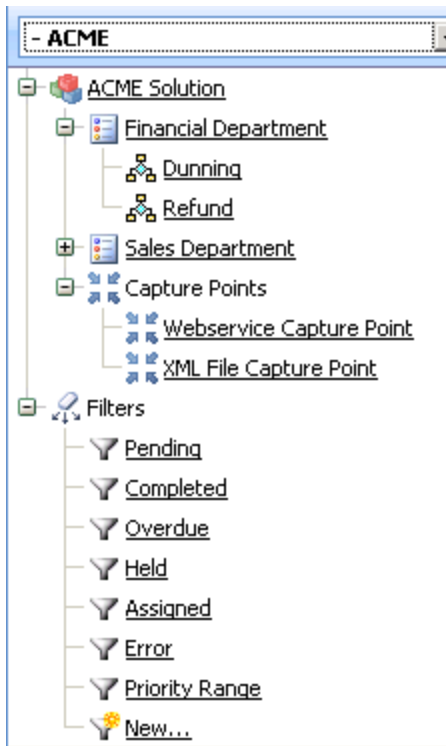 - ACME
ACME Solution
Financial Department
Dunning
Refund
Sales Department
Capture Points
Webservice Capture Point
XML File Capture Point
Filters
Pending
Completed
Overdue
Held
Assigned
Error
Priority Range
New...